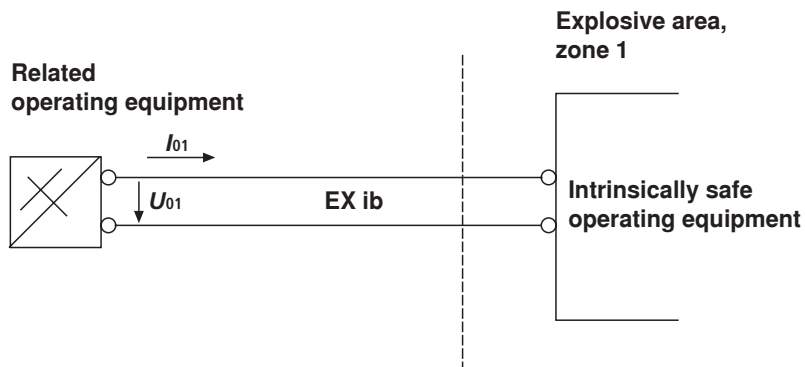 Explosive area,
zone 1
Related
operating equipment
I01
U01
EX ib
Intrinsically safe
operating equipment